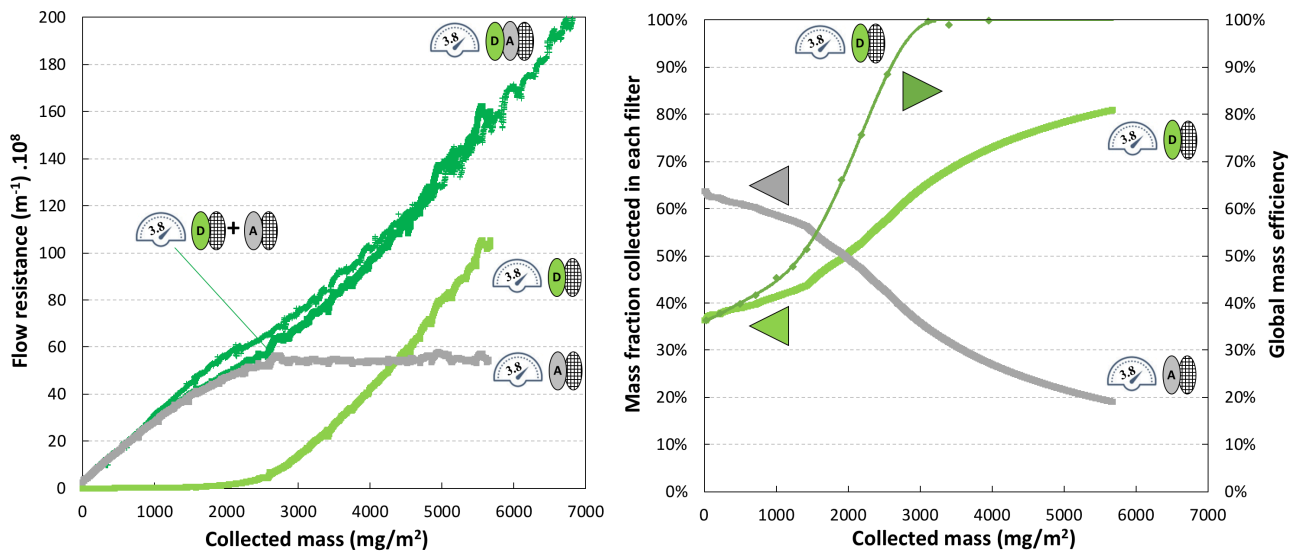 Flow resistance (m⁻¹) .10⁸
200
180
160
140
120
100
80
60
40
20
0
0 1000 2000 3000 4000 5000 6000 7000
Collected mass (mg/m²)
3.8 D A
3.8 D + A
3.8 D
3.8 A
Mass fraction collected in each filter
100%
90%
80%
70%
60%
50%
40%
30%
20%
10%
0%
0 1000 2000 3000 4000 5000 6000 7000
Collected mass (mg/m²)
3.8 D
3.8 D
3.8 A
100%
90%
80%
70%
60%
50%
40%
30%
20%
10%
0%
Global mass efficiency